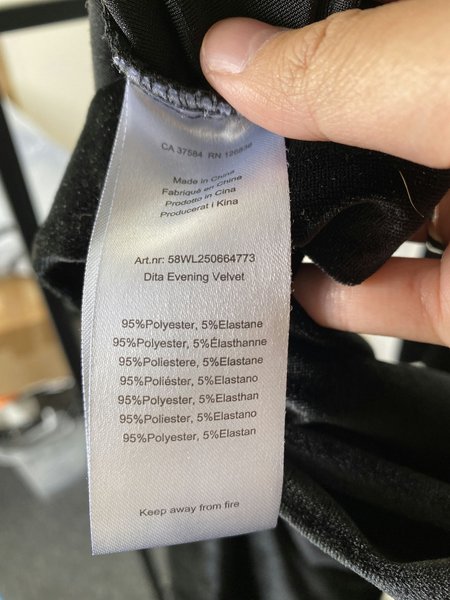 CA 37584 RN 126838
Made in China
Fabriqué en Chine
Prodotto in Cina
Producerat i Kina
Art.nr: 58WL250664773
Dita Evening Velvet
95%Polyester, 5%Elastane
95%Polyester, 5%Élasthanne
95%Poliestere, 5%Elastane
95%Poliéster, 5%Elastano
95%Polyester, 5%Elasthan
95%Poliester, 5%Elastano
95%Polyester, 5%Elastan
Keep away from fire